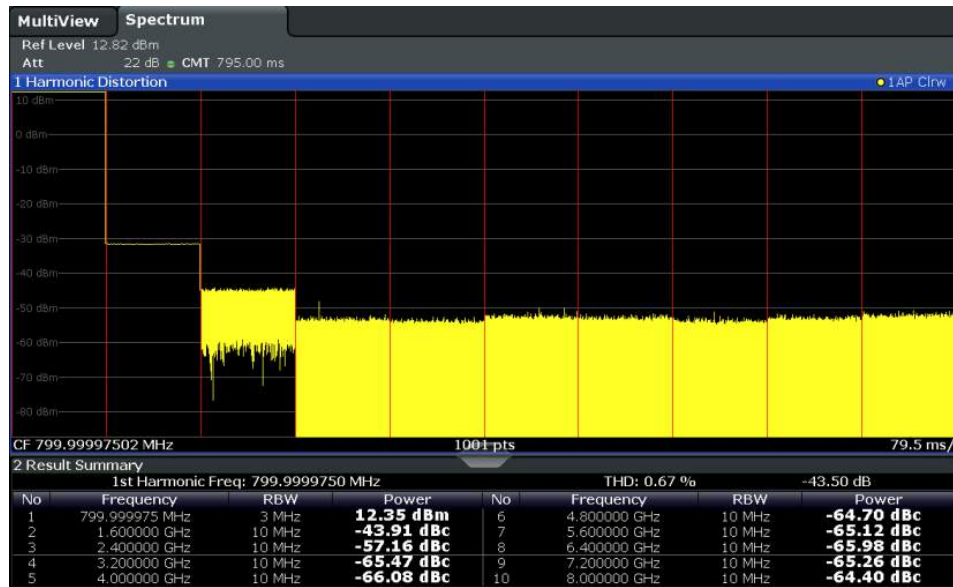 MultiView Spectrum
Ref Level 12.82 dBm
Att 22 dB CMT 795.00 ms
1 Harmonic Distortion 1AP Clrw
10 dBm
0 dBm
-10 dBm
-20 dBm
-30 dBm
-40 dBm
-50 dBm
-60 dBm
-70 dBm
-80 dBm
CF 799.99997502 MHz 1001 pts 79.5 ms/
2 Result Summary
1st Harmonic Freq: 799.9999750 MHz THD: 0.67 % -43.50 dB
No Frequency RBW Power No Frequency RBW Power
1 799.999975 MHz 3 MHz 12.35 dBm 6 4.800000 GHz 10 MHz -64.70 dBc
2 1.600000 GHz 10 MHz -43.91 dBc 7 5.600000 GHz 10 MHz -65.12 dBc
3 2.400000 GHz 10 MHz -57.16 dBc 8 6.400000 GHz 10 MHz -65.98 dBc
4 3.200000 GHz 10 MHz -65.47 dBc 9 7.200000 GHz 10 MHz -65.26 dBc
5 4.000000 GHz 10 MHz -66.08 dBc 10 8.000000 GHz 10 MHz -64.46 dBc